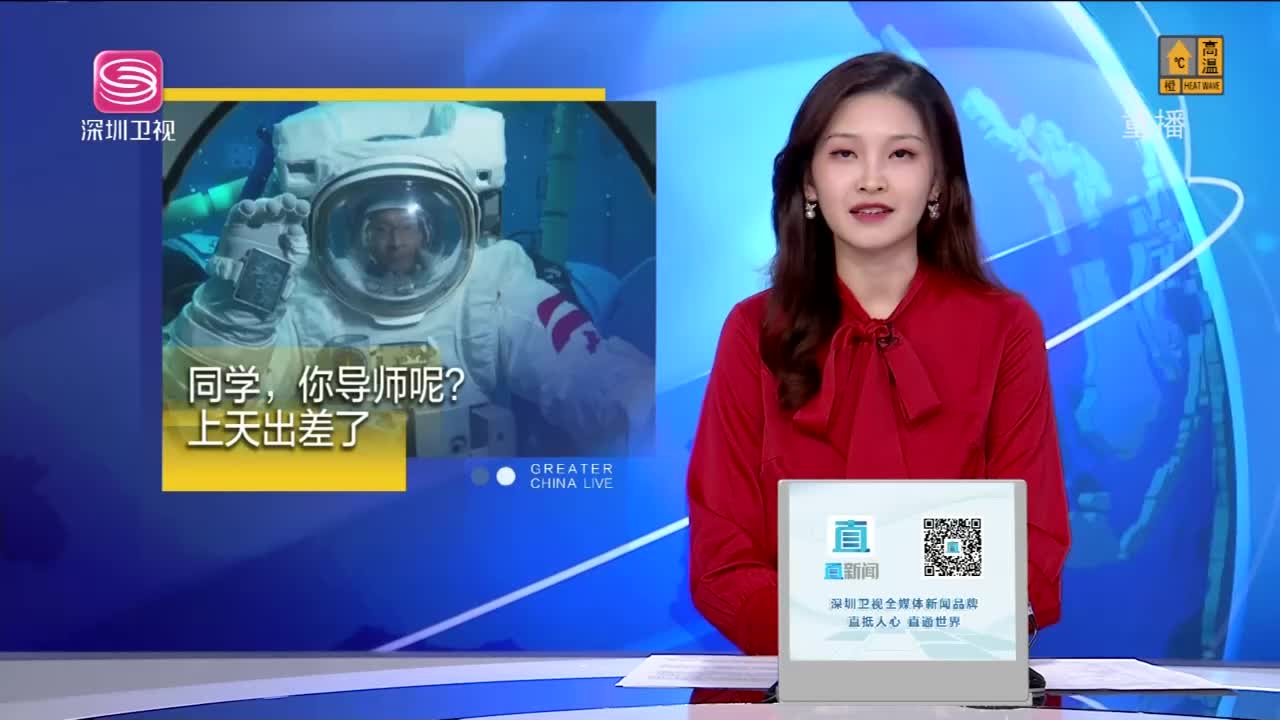 深圳卫视
℃
高温
橙
HEAT WAVE
重播
同学，你导师呢？
上天出差了
GREATER
CHINA LIVE
直
直新闻
深圳卫视全媒体新闻品牌
直抵人心 直通世界